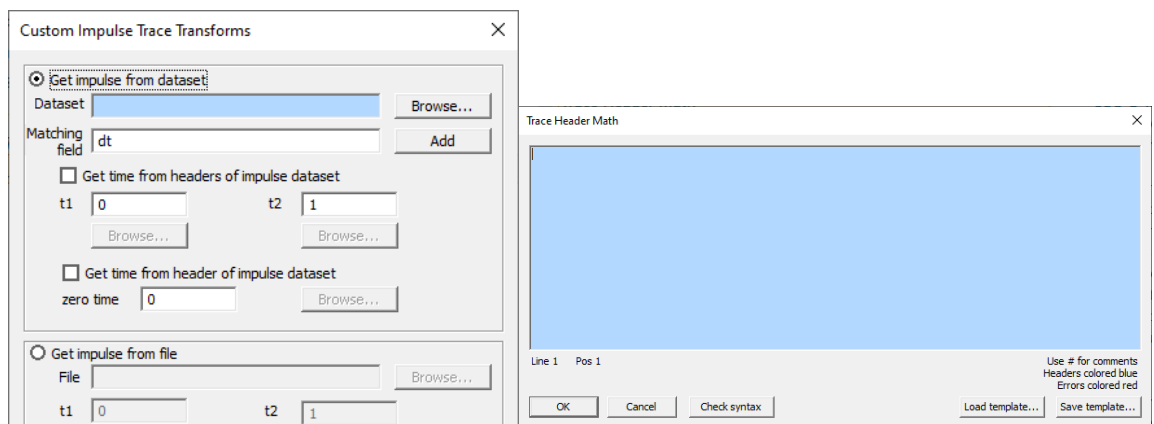 Custom Impulse Trace Transforms
Get impulse from dataset
Dataset Browse...
Matching field dt Add
Get time from headers of impulse dataset
t1 0 t2 1
Browse... Browse...
Get time from header of impulse dataset
zero time 0 Browse...
Get impulse from file
File Browse...
t1 0 t2 1
Trace Header Math
Line 1 Pos 1 Use # for comments
Headers colored blue
Errors colored red
OK Cancel Check syntax Load template... Save template...